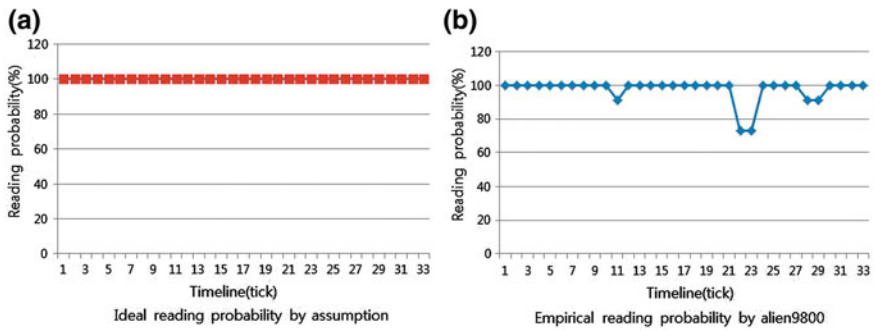 (a)
120
100
80
60
40
20
0
Reading probability(%)
1 3 5 7 9 11 13 15 17 19 21 23 25 27 29 31 33
Timeline(tick)
Ideal reading probability by assumption
(b)
120
100
80
60
40
20
0
Reading probability(%)
1 3 5 7 9 11 13 15 17 19 21 23 25 27 29 31 33
Timeline(tick)
Empirical reading probability by alien9800